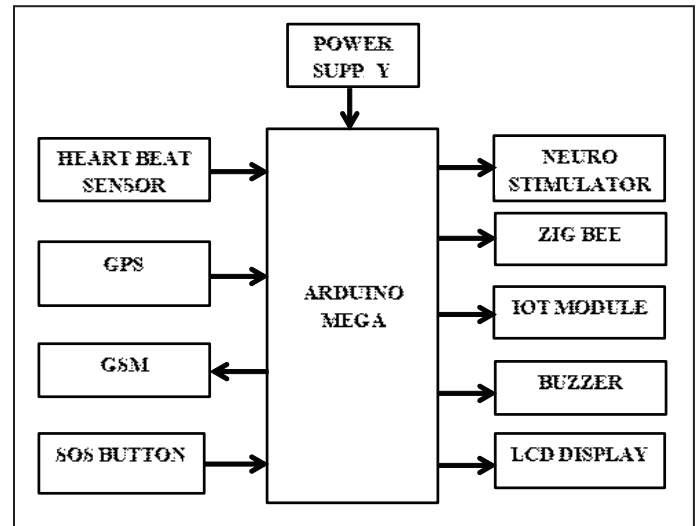 POWER
SUPP Y
HEART BEAT
SENSOR
GPS
GSM
SOS BUTTON
ARDUINO
MEGA
NEURO
STIMULATOR
ZIG BEE
IOT MODULE
BUZZER
LCD DISPLAY